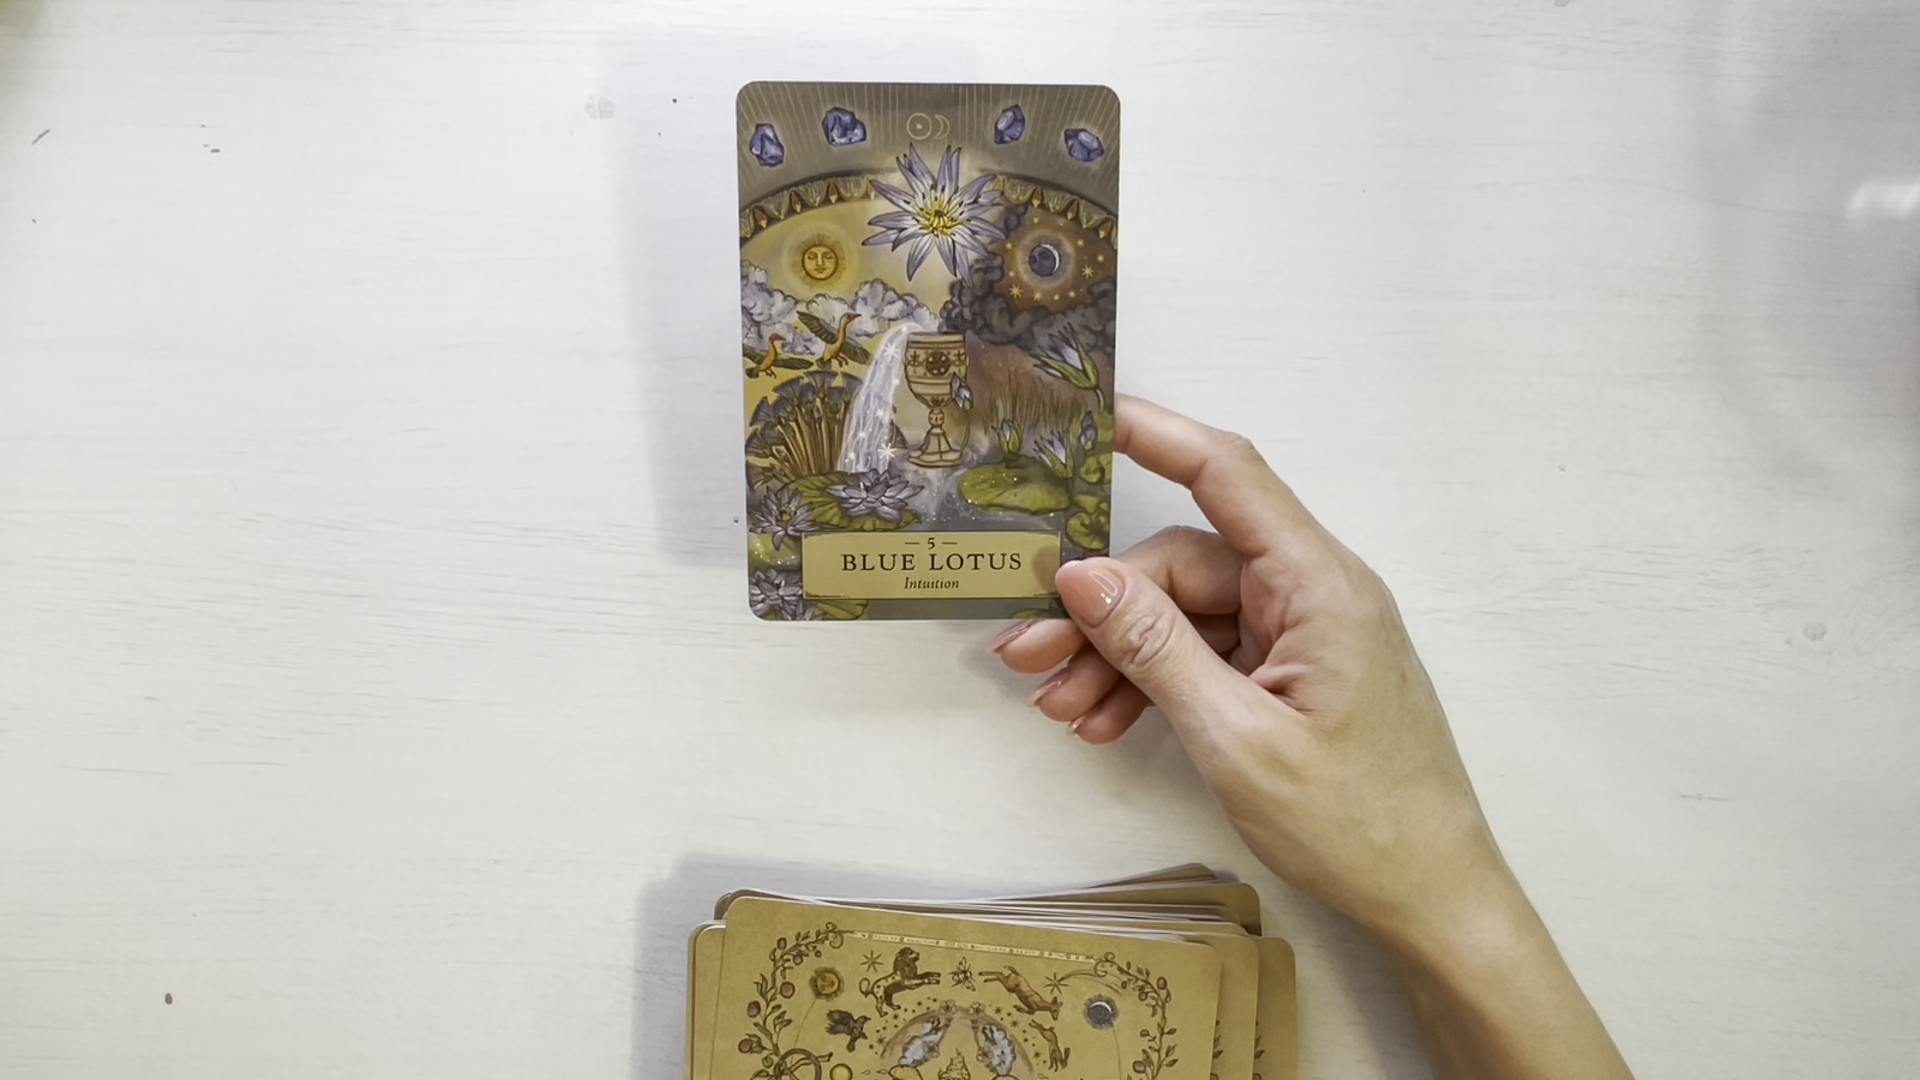 — 5 —
BLUE LOTUS
Intuition